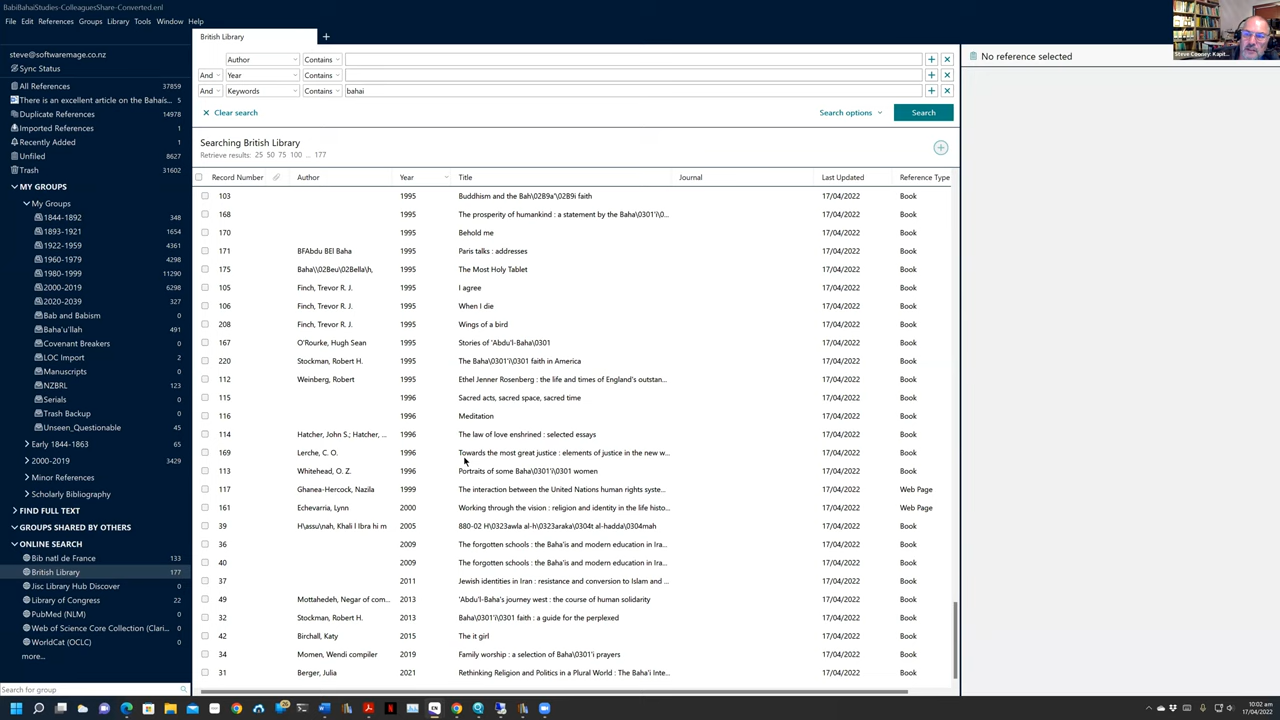 BabiBahaiStudies-ColleaguesShare-Converted.enl
File Edit References Groups Library Tools Window Help
steve@softwaremage.co.nz
Sync Status
All References 37859
There is an excellent article on the Bahaís... 5
Duplicate References 14978
Imported References 1
Recently Added 1
Unfiled 8627
Trash 31602
MY GROUPS
My Groups
1844-1892 348
1893-1921 1654
1922-1959 4361
1960-1979 4298
1980-1999 11290
2000-2019 6298
2020-2039 327
Bab and Babism 0
Baha'u'llah 491
Covenant Breakers 0
LOC Import 2
Manuscripts 0
NZBRL 123
Serials 0
Trash Backup 0
Unseen_Questionable 45
Early 1844-1863 65
2000-2019 3429
Minor References
Scholarly Bibliography
FIND FULL TEXT
GROUPS SHARED BY OTHERS
ONLINE SEARCH
Bib natl de France 133
British Library 177
Jisc Library Hub Discover 0
Library of Congress 22
PubMed (NLM) 0
Web of Science Core Collection (Clari... 0
WorldCat (OCLC) 0
more...
Search for group
British Library +
Author Contains
And Year Contains
And Keywords Contains bahai
Clear search Search options Search
Searching British Library
Retrieve results: 25 50 75 100 ... 177
Record Number Author Year Title Journal Last Updated Reference Type
103 1995 Buddhism and the Bah\02B9a'\02B9i faith 17/04/2022 Book
168 1995 The prosperity of humankind : a statement by the Baha\0301'i\0... 17/04/2022 Book
170 1995 Behold me 17/04/2022 Book
171 BFAbdu BEl Baha 1995 Paris talks : addresses 17/04/2022 Book
175 Baha\\02Beu\02Bella\h, 1995 The Most Holy Tablet 17/04/2022 Book
105 Finch, Trevor R. J. 1995 I agree 17/04/2022 Book
106 Finch, Trevor R. J. 1995 When I die 17/04/2022 Book
208 Finch, Trevor R. J. 1995 Wings of a bird 17/04/2022 Book
167 O'Rourke, Hugh Sean 1995 Stories of 'Abdu'l-Baha\0301 17/04/2022 Book
220 Stockman, Robert H. 1995 The Baha\0301'i\0301 faith in America 17/04/2022 Book
112 Weinberg, Robert 1995 Ethel Jenner Rosenberg : the life and times of England's outstan... 17/04/2022 Book
115 1996 Sacred acts, sacred space, sacred time 17/04/2022 Book
116 1996 Meditation 17/04/2022 Book
114 Hatcher, John S.; Hatcher, ... 1996 The law of love enshrined : selected essays 17/04/2022 Book
169 Lerche, C. O. 1996 Towards the most great justice : elements of justice in the new w... 17/04/2022 Book
113 Whitehead, O. Z. 1996 Portraits of some Baha\0301'i\0301 women 17/04/2022 Book
117 Ghanea-Hercock, Nazila 1999 The interaction between the United Nations human rights syste... 17/04/2022 Web Page
161 Echevarria, Lynn 2000 Working through the vision : religion and identity in the life histo... 17/04/2022 Web Page
39 H\assu\nah, Khali l Ibra hi m 2005 880-02 H\0323awla al-h\0323araka\0304t al-hadda\0304mah 17/04/2022 Book
36 2009 The forgotten schools : the Baha'is and modern education in Ira... 17/04/2022 Book
40 2009 The forgotten schools : the Baha'is and modern education in Ira... 17/04/2022 Book
37 2011 Jewish identities in Iran : resistance and conversion to Islam and ... 17/04/2022 Book
49 Mottahedeh, Negar of com... 2013 'Abdu'l-Baha's journey west : the course of human solidarity 17/04/2022 Book
32 Stockman, Robert H. 2013 Baha\0301'i\0301 faith : a guide for the perplexed 17/04/2022 Book
42 Birchall, Katy 2015 The it girl 17/04/2022 Book
34 Momen, Wendi compiler 2019 Family worship : a selection of Baha\0301'i prayers 17/04/2022 Book
31 Berger, Julia 2021 Rethinking Religion and Politics in a Plural World : The Baha'i Inte... 17/04/2022 Book
No reference selected
Steve Cooney: Kapit...
10:02 am
17/04/2022